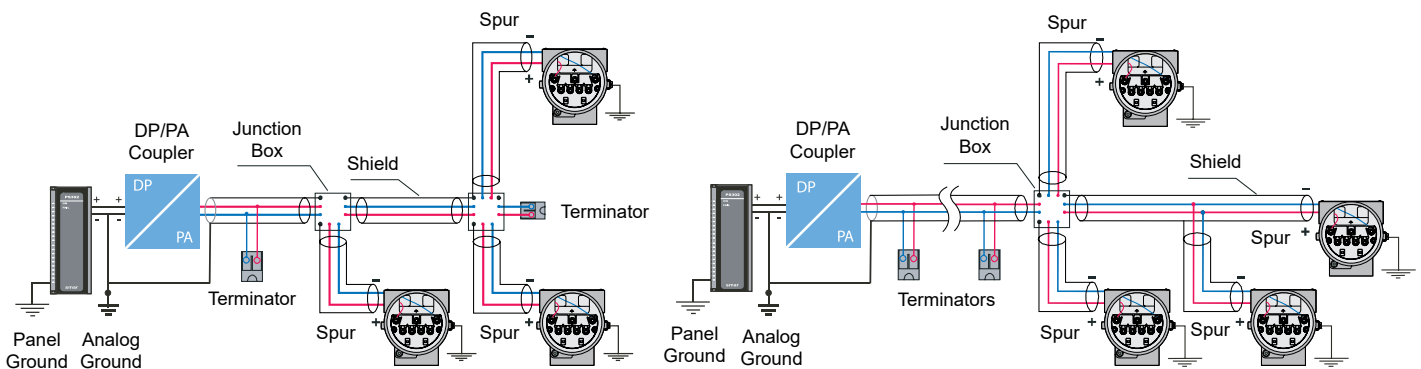 Spur
−
+
DP/PA
Coupler
Junction
Box
Shield
DP
PA
+ +
−
Terminator
Terminator
−
+
Spur
−
+
Spur
Panel
Ground
Analog
Ground
Spur
−
+
DP/PA
Coupler
Junction
Box
Shield
DP
PA
+ +
−
−
+
Spur
Terminators
−
+
Spur
−
+
Spur
Panel
Ground
Analog
Ground